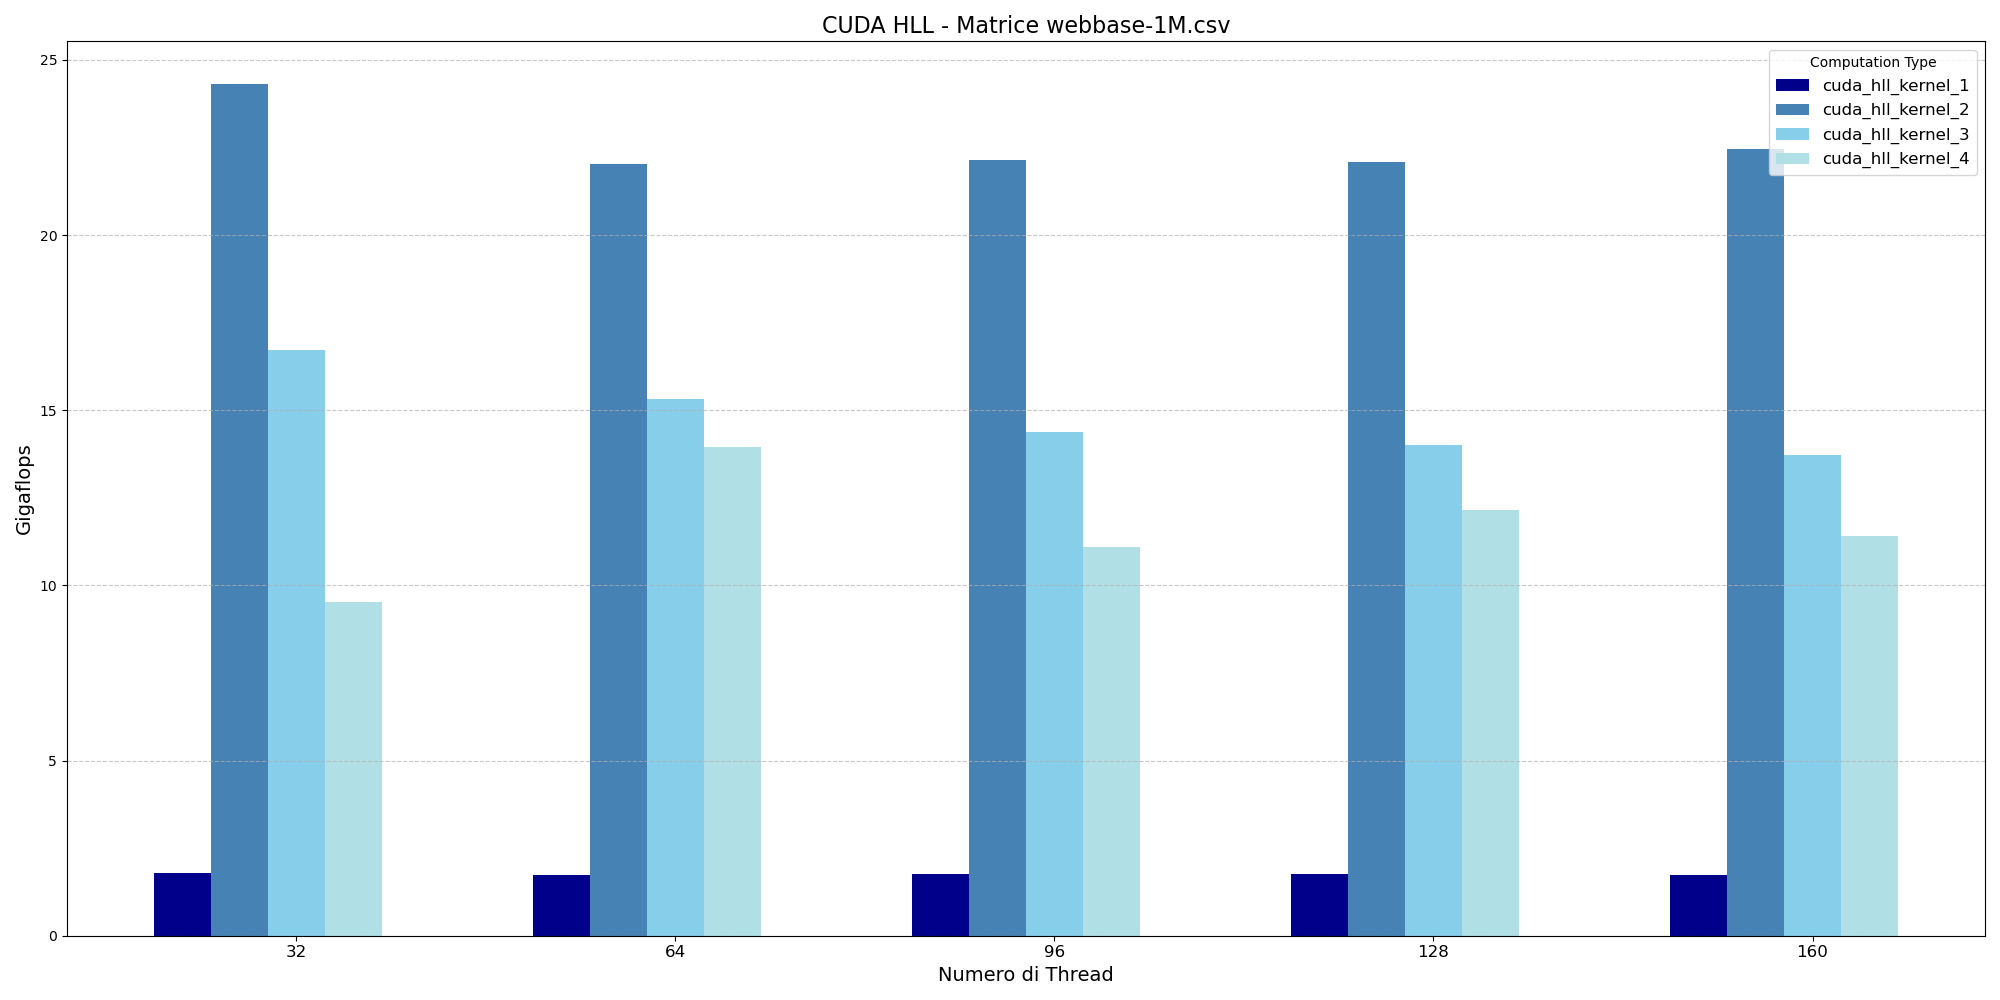 CUDA HLL - Matrice webbase-1M.csv
Computation Type
cuda_hll_kernel_1
cuda_hll_kernel_2
cuda_hll_kernel_3
cuda_hll_kernel_4
Gigaflops
25
20
15
10
5
0
32 64 96 128 160
Numero di Thread